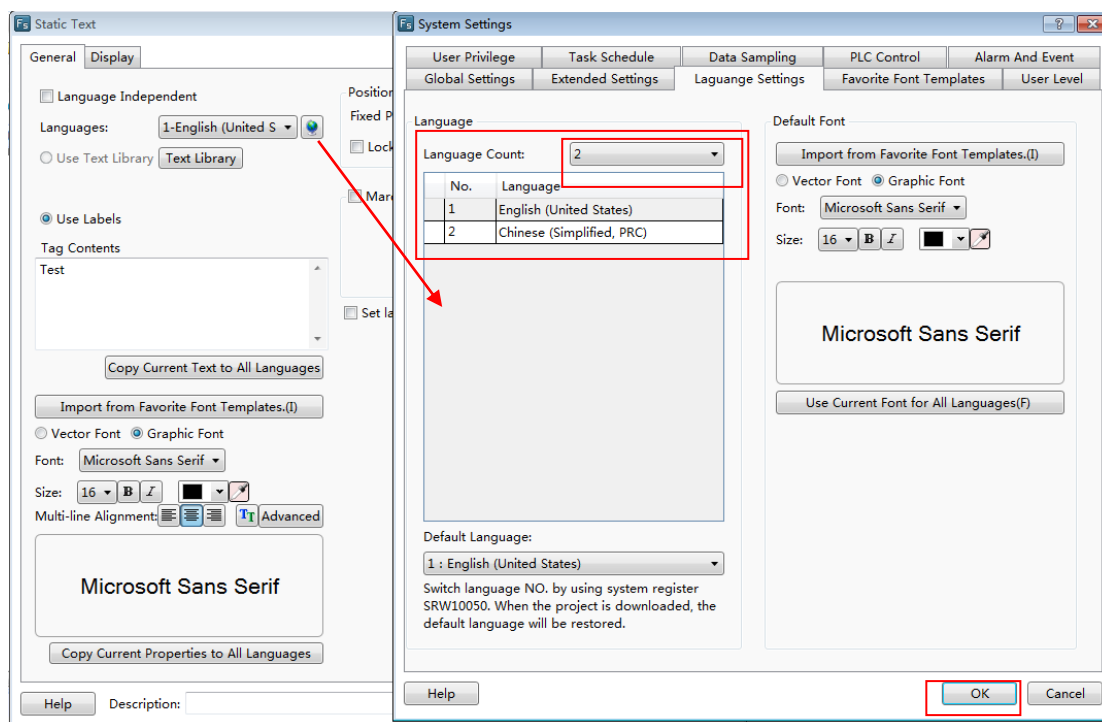 Fs Static Text
General Display
Language Independent
Languages: 1-English (United S
Use Text Library Text Library
Use Labels
Tag Contents
Test
Copy Current Text to All Languages
Import from Favorite Font Templates.(I)
Vector Font Graphic Font
Font: Microsoft Sans Serif
Size: 16 B I
Multi-line Alignment: TT Advanced
Microsoft Sans Serif
Copy Current Properties to All Languages
Help Description:
Position
Fixed P
Lock
Mar
Set la
Fs System Settings
User Privilege Task Schedule Data Sampling PLC Control Alarm And Event
Global Settings Extended Settings Laguange Settings Favorite Font Templates User Level
Language
Language Count: 2
No. Language
1 English (United States)
2 Chinese (Simplified, PRC)
Default Language:
1 : English (United States)
Switch language NO. by using system register
SRW10050. When the project is downloaded, the
default language will be restored.
Default Font
Import from Favorite Font Templates.(I)
Vector Font Graphic Font
Font: Microsoft Sans Serif
Size: 16 B I
Microsoft Sans Serif
Use Current Font for All Languages(F)
Help OK Cancel